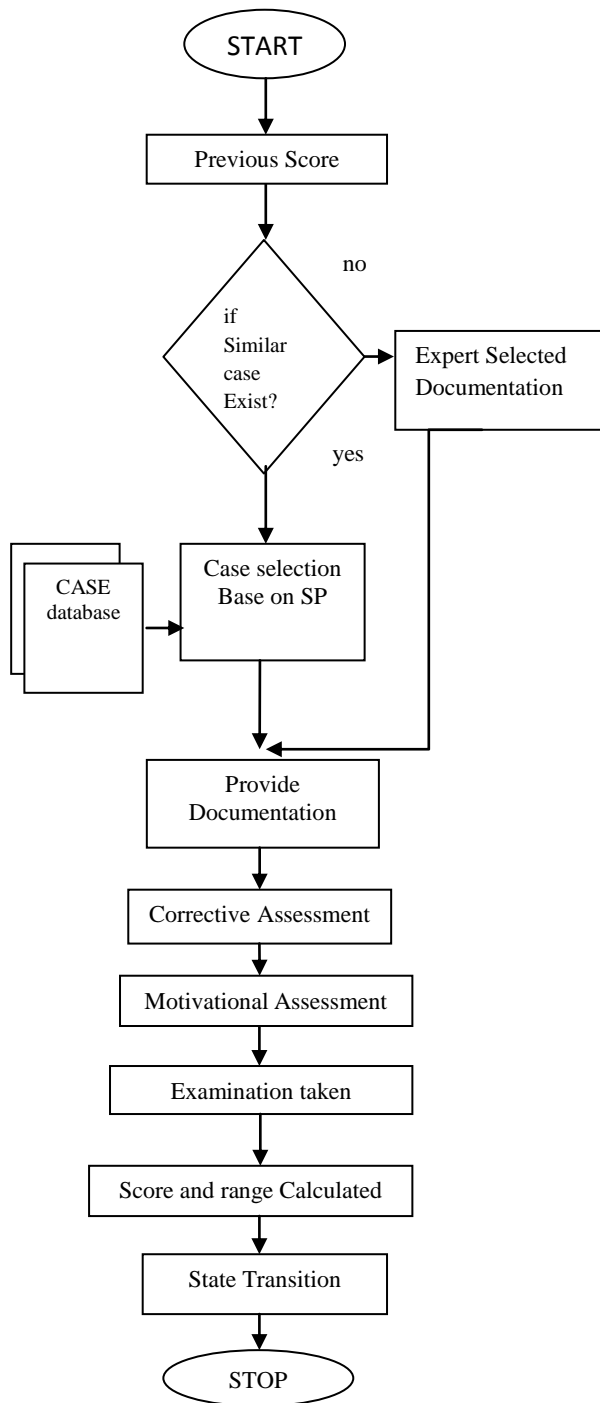 START
Previous Score
no
if
Similar
case
Exist?
Expert Selected
Documentation
yes
CASE
database
Case selection
Base on SP
Provide
Documentation
Corrective Assessment
Motivational Assessment
Examination taken
Score and range Calculated
State Transition
STOP